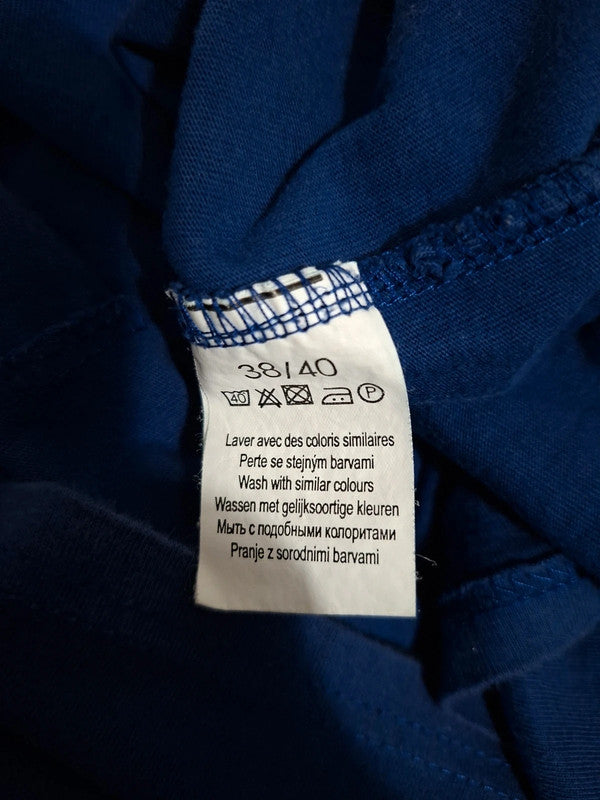 38/40
40 P
Laver avec des coloris similaires
Perte se stejným barvami
Wash with similar colours
Wassen met gelijksoortige kleuren
Мыть с подобными колоритами
Pranje z sorodnimi barvami